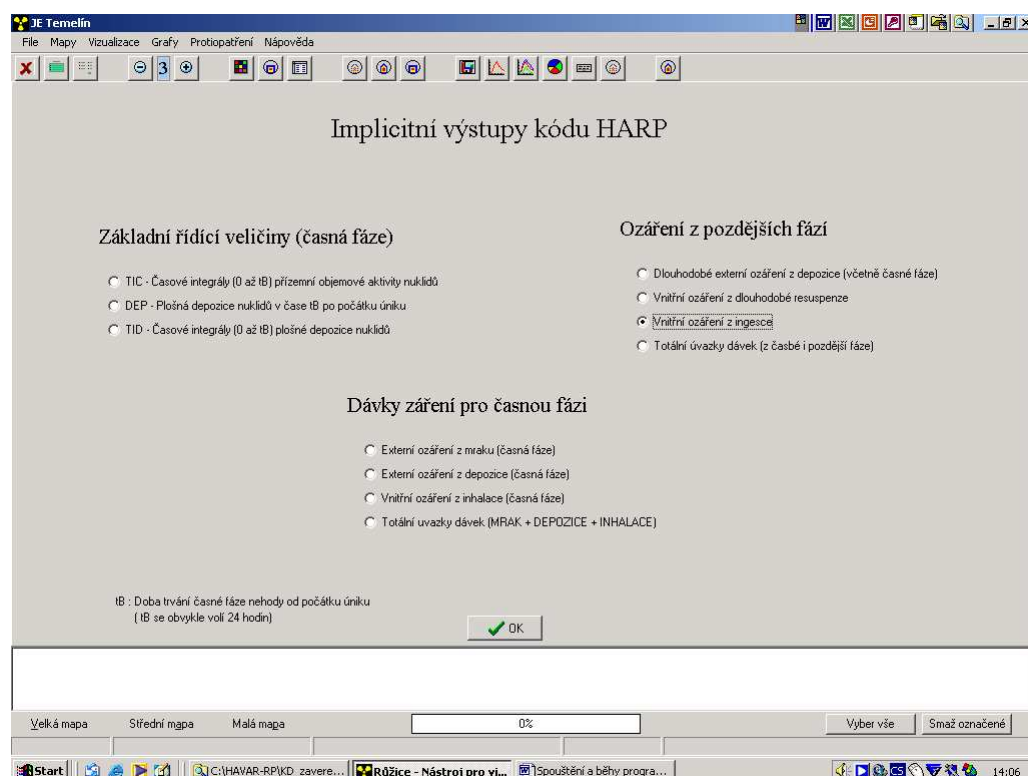 JE Temelín
File Mapy Vizualizace Grafy Protiopatření Nápověda
3
Implicitní výstupy kódu HARP
Základní řídící veličiny (časná fáze)
TIC - Časové integrály (0 až tB) přízemní objemové aktivity nuklidů
DEP - Plošná depozice nuklidů v čase tB po počátku úniku
TID - Časové integrály (0 až tB) plošné depozice nuklidů
Ozáření z pozdějších fází
Dlouhodobé externí ozáření z depozice (včetně časné fáze)
Vnitřní ozáření z dlouhodobé resuspenze
Vnitřní ozáření z ingesce
Totální úvazky dávek (z časbé i pozdější fáze)
Dávky záření pro časnou fázi
Externí ozáření z mraku (časná fáze)
Externí ozáření z depozice (časná fáze)
Vnitřní ozáření z inhalace (časná fáze)
Totální uvazky dávek (MRAK + DEPOZICE + INHALACE)
tB : Doba trvání časné fáze nehody od počátku úniku
( tB se obvykle volí 24 hodin)
OK
Velká mapa Střední mapa Malá mapa 0% Vyber vše Smaž označené
Start C:\HAVAR-RP\KD_zavere... Růžice - Nástroj pro vi... Spouštění a běhy progra... CS 14:06